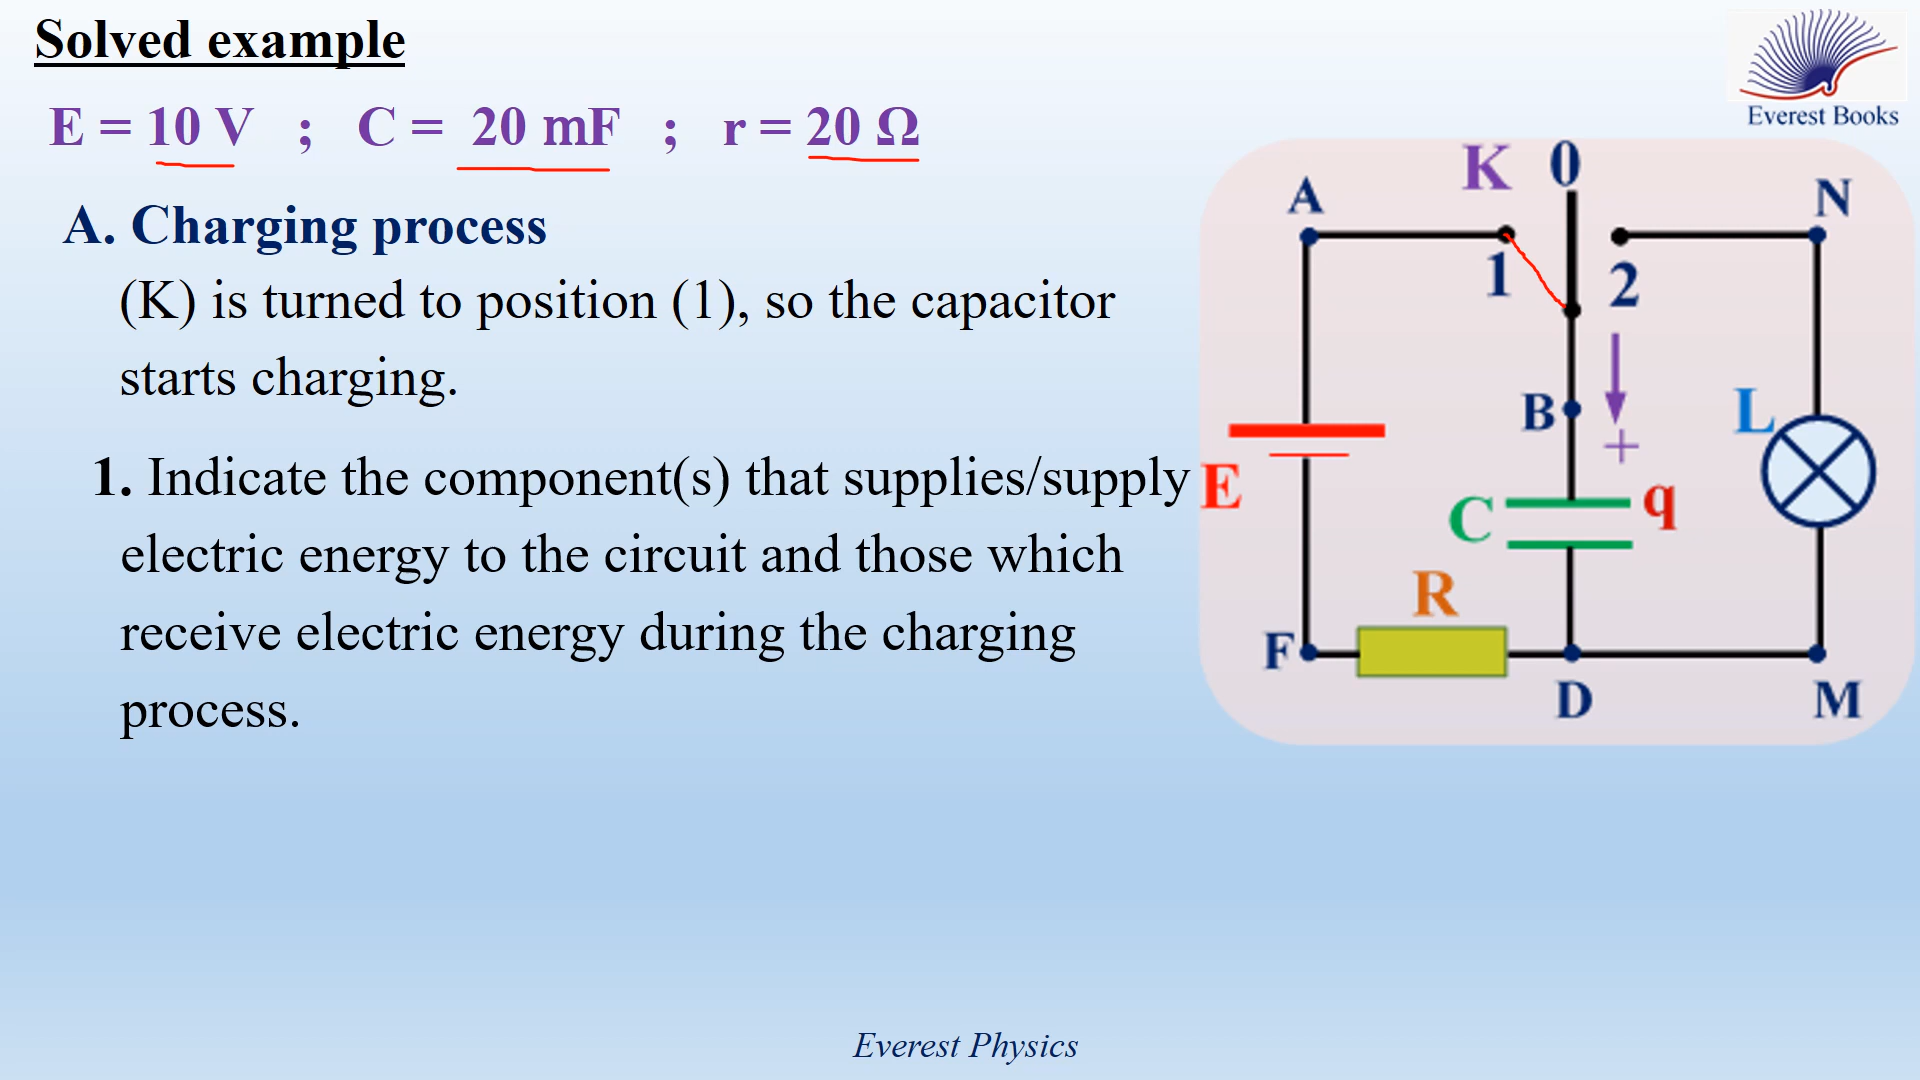 Solved example
E = 10 V ; C = 20 mF ; r = 20 Ω
A. Charging process
(K) is turned to position (1), so the capacitor
starts charging.
1. Indicate the component(s) that supplies/supply
electric energy to the circuit and those which
receive electric energy during the charging
process.
Everest Books
K 0
A N
1 2
B
+
L
E
C q
R
F
D M
Everest Physics